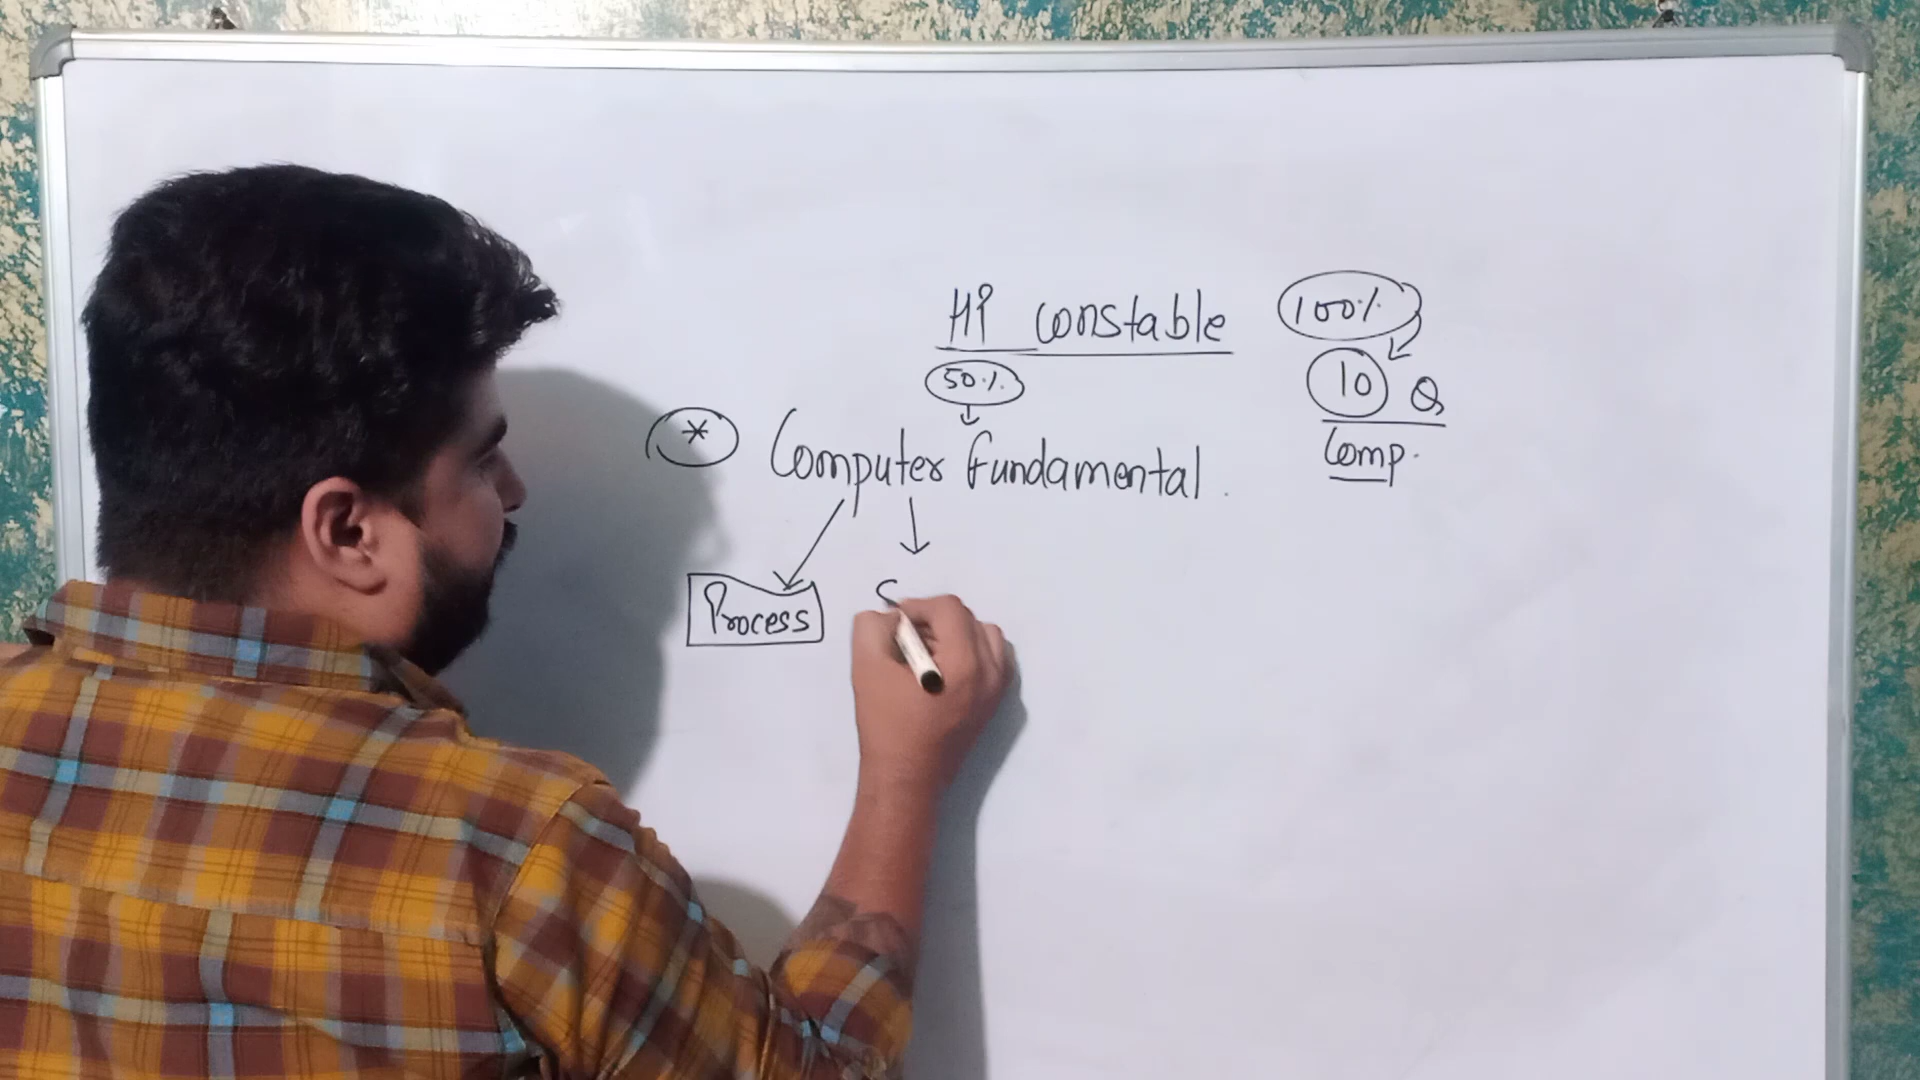 HP constable 100%
50% 10 Q
* Computer Fundamental. Comp.
Process